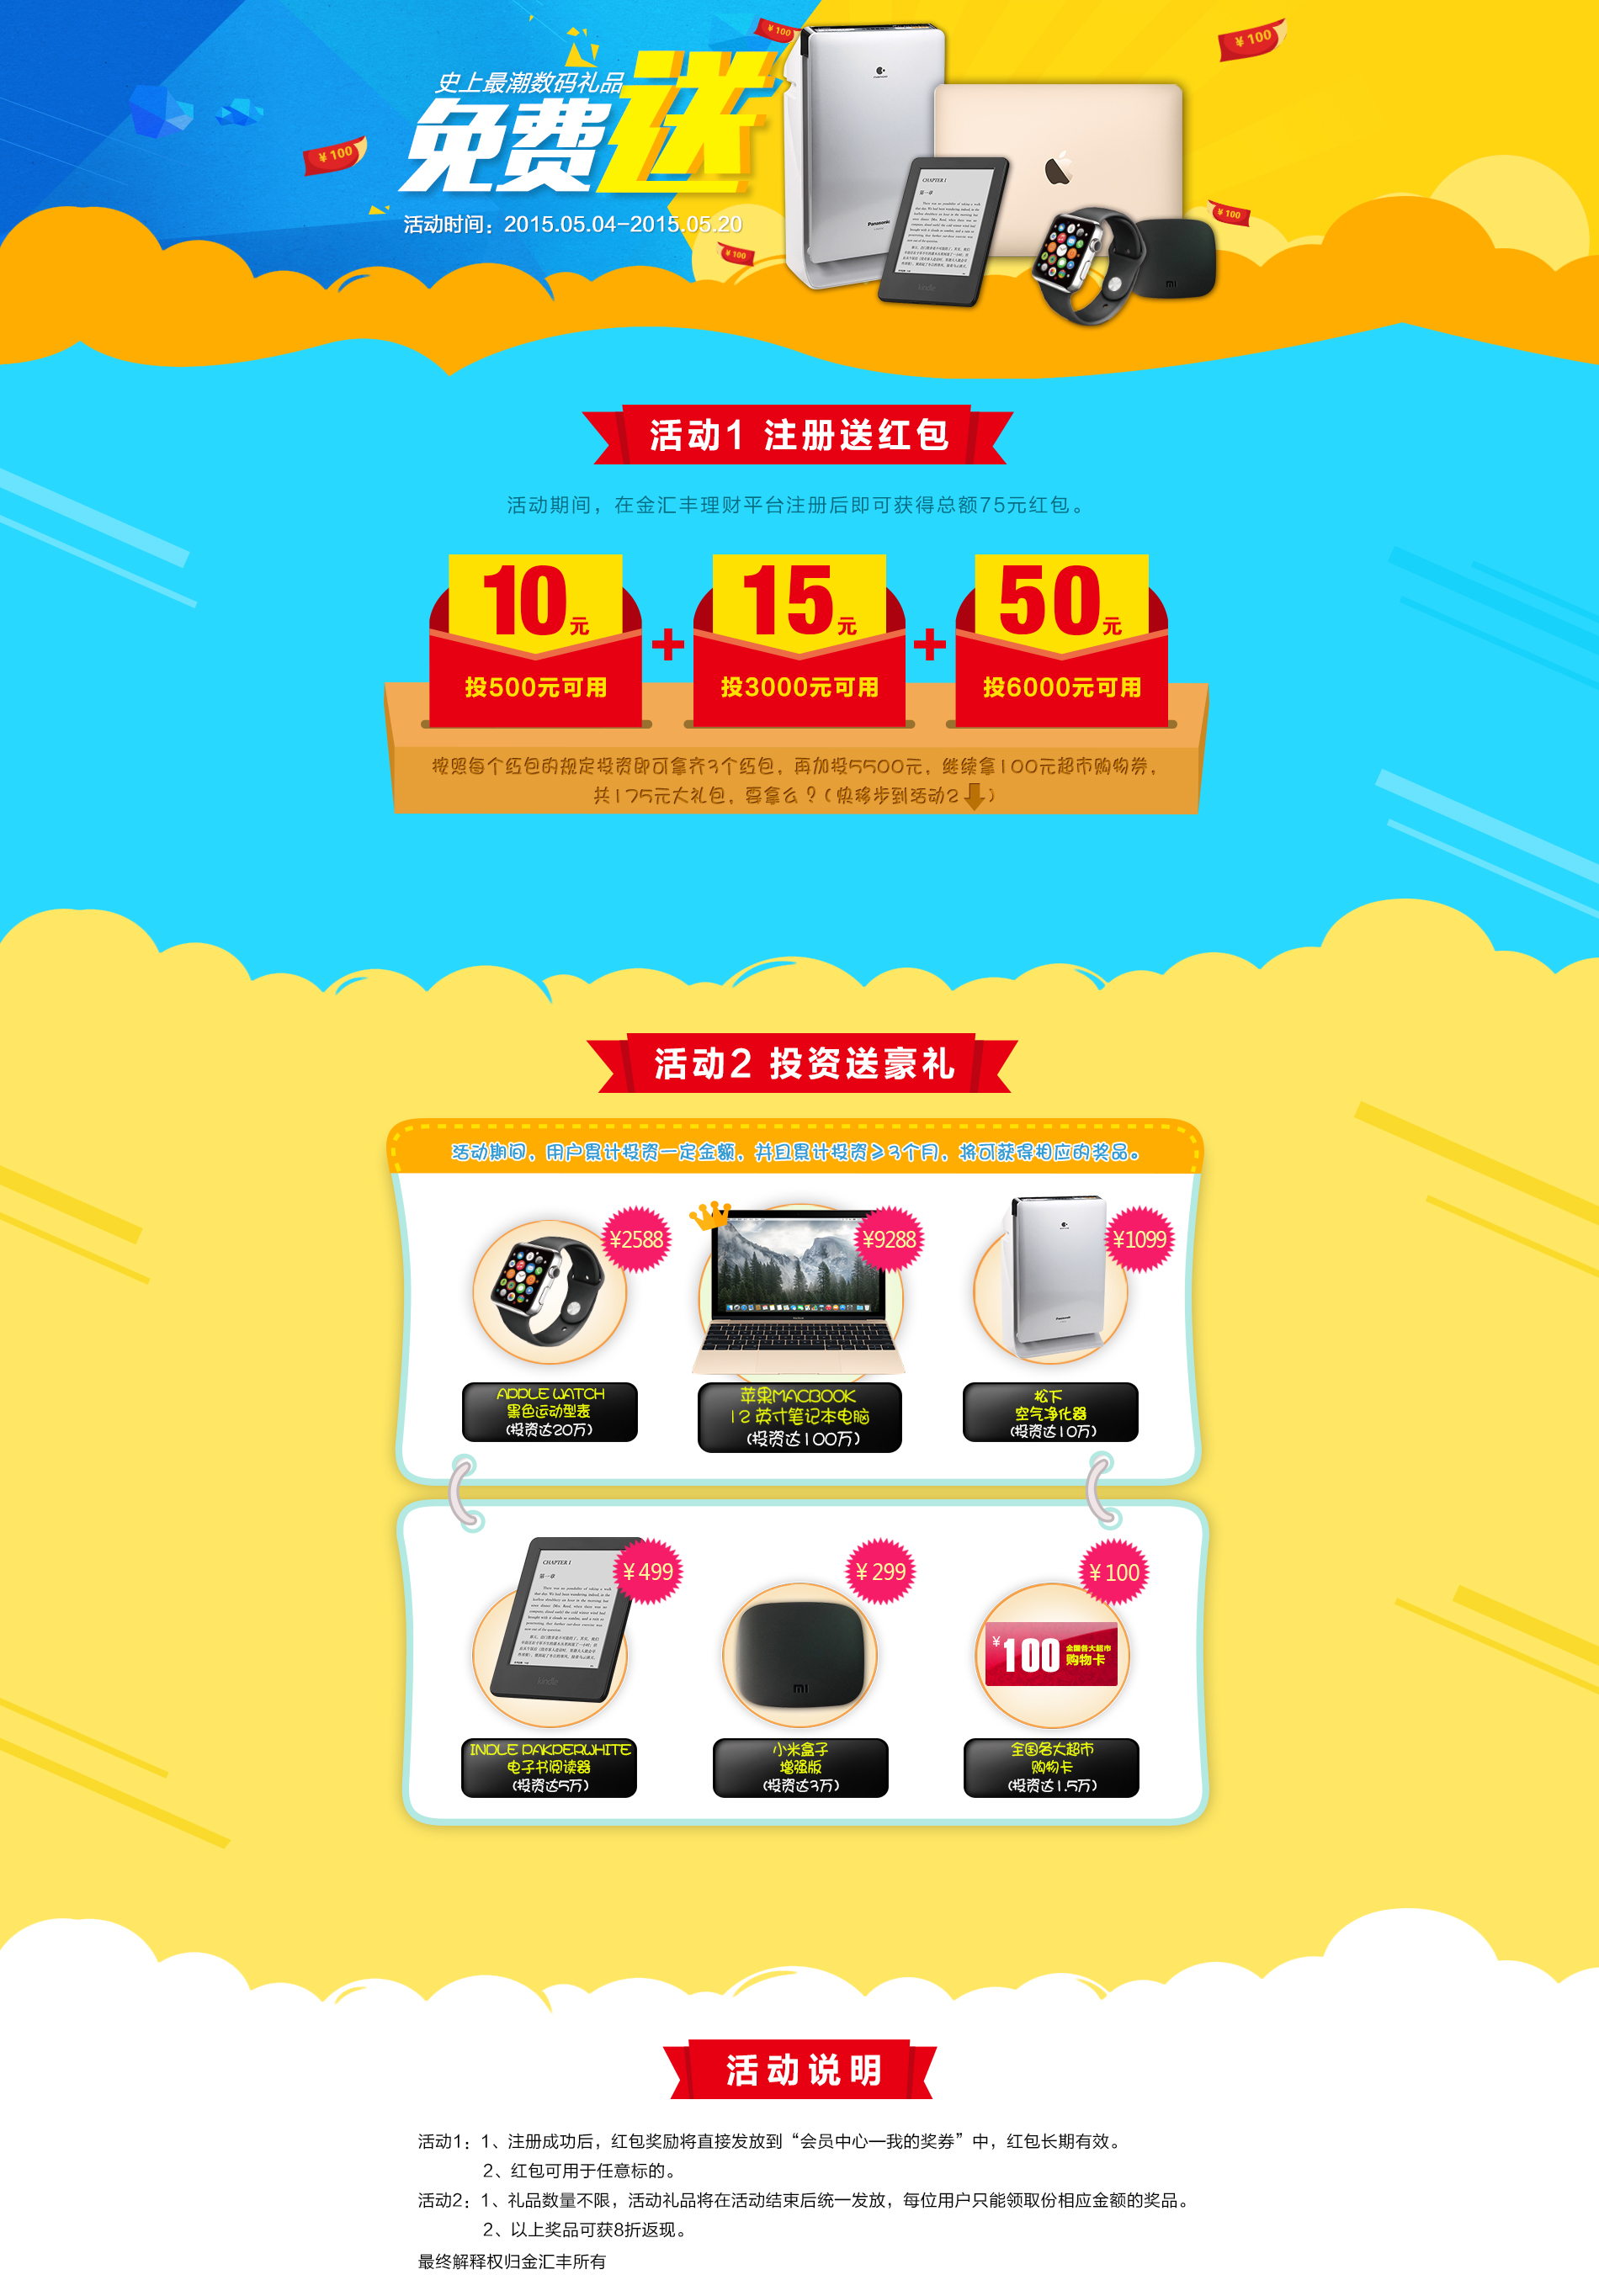 史上最潮数码礼品
免费送
活动时间：2015.05.04-2015.05.20
¥100
¥100
¥100
¥100
¥100
Panasonic
CHAPTER I
第一章
kindle
mi
活动1 注册送红包
活动期间，在金汇丰理财平台注册后即可获得总额75元红包。
10元
投500元可用
+
15元
投3000元可用
+
50元
投6000元可用
按照每个红包的规定投资即可拿齐3个红包，再加投5500元，继续拿100元超市购物券，
共175元大礼包，要拿么？（快移步到活动2 ）
活动2 投资送豪礼
活动期间，用户累计投资一定金额，并且累计投资≥3个月，将可获得相应的奖品。
¥2588
¥9288
¥1099
Panasonic
APPLE WATCH
黑色运动型表
(投资达20万)
苹果MACBOOK
12 英寸笔记本电脑
(投资达100万)
松下
空气净化器
(投资达10万)
¥499
¥299
¥100
CHAPTER I
第一章
kindle
mi
¥100 全国各大超市
购物卡
INDLE PAKPERWHITE
电子书阅读器
(投资达5万)
小米盒子
增强版
(投资达3万)
全国各大超市
购物卡
(投资达1.5万)
活动说明
活动1：1、注册成功后，红包奖励将直接发放到“会员中心—我的奖券”中，红包长期有效。
2、红包可用于任意标的。
活动2：1、礼品数量不限，活动礼品将在活动结束后统一发放，每位用户只能领取份相应金额的奖品。
2、以上奖品可获8折返现。
最终解释权归金汇丰所有